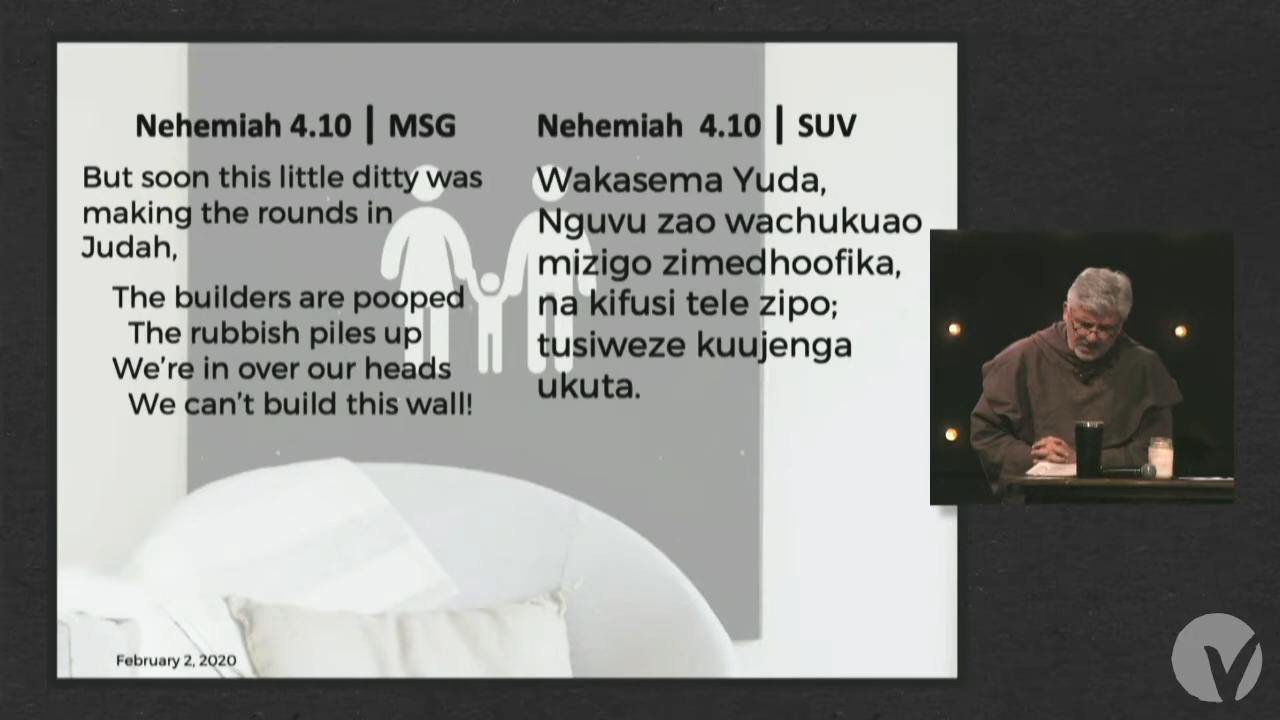 Nehemiah 4.10 | MSG
But soon this little ditty was
making the rounds in
Judah,
The builders are pooped
The rubbish piles up
We’re in over our heads
We can’t build this wall!
Nehemiah 4.10 | SUV
Wakasema Yuda,
Nguvu zao wachukuao
mizigo zimedhoofika,
na kifusi tele zipo;
tusiweze kuujenga
ukuta.
February 2, 2020